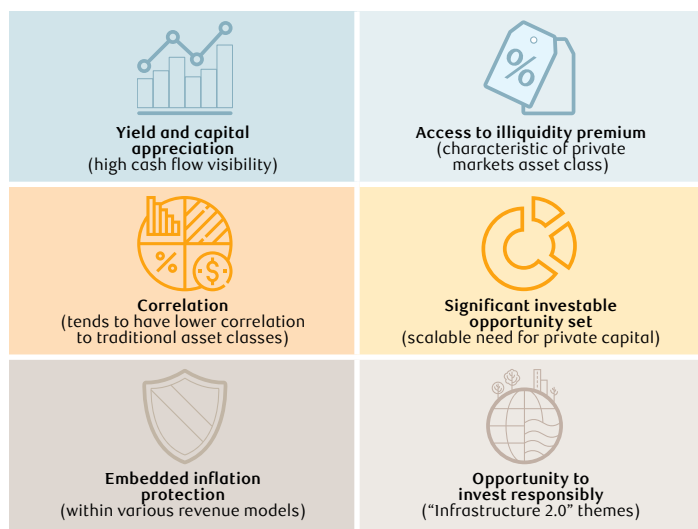 %
Yield and capital
appreciation
(high cash flow visibility)
Access to illiquidity premium
(characteristic of private
markets asset class)
%
$
Correlation
(tends to have lower correlation
to traditional asset classes)
Significant investable
opportunity set
(scalable need for private capital)
Embedded inflation
protection
(within various revenue models)
Opportunity to
invest responsibly
(“Infrastructure 2.0” themes)